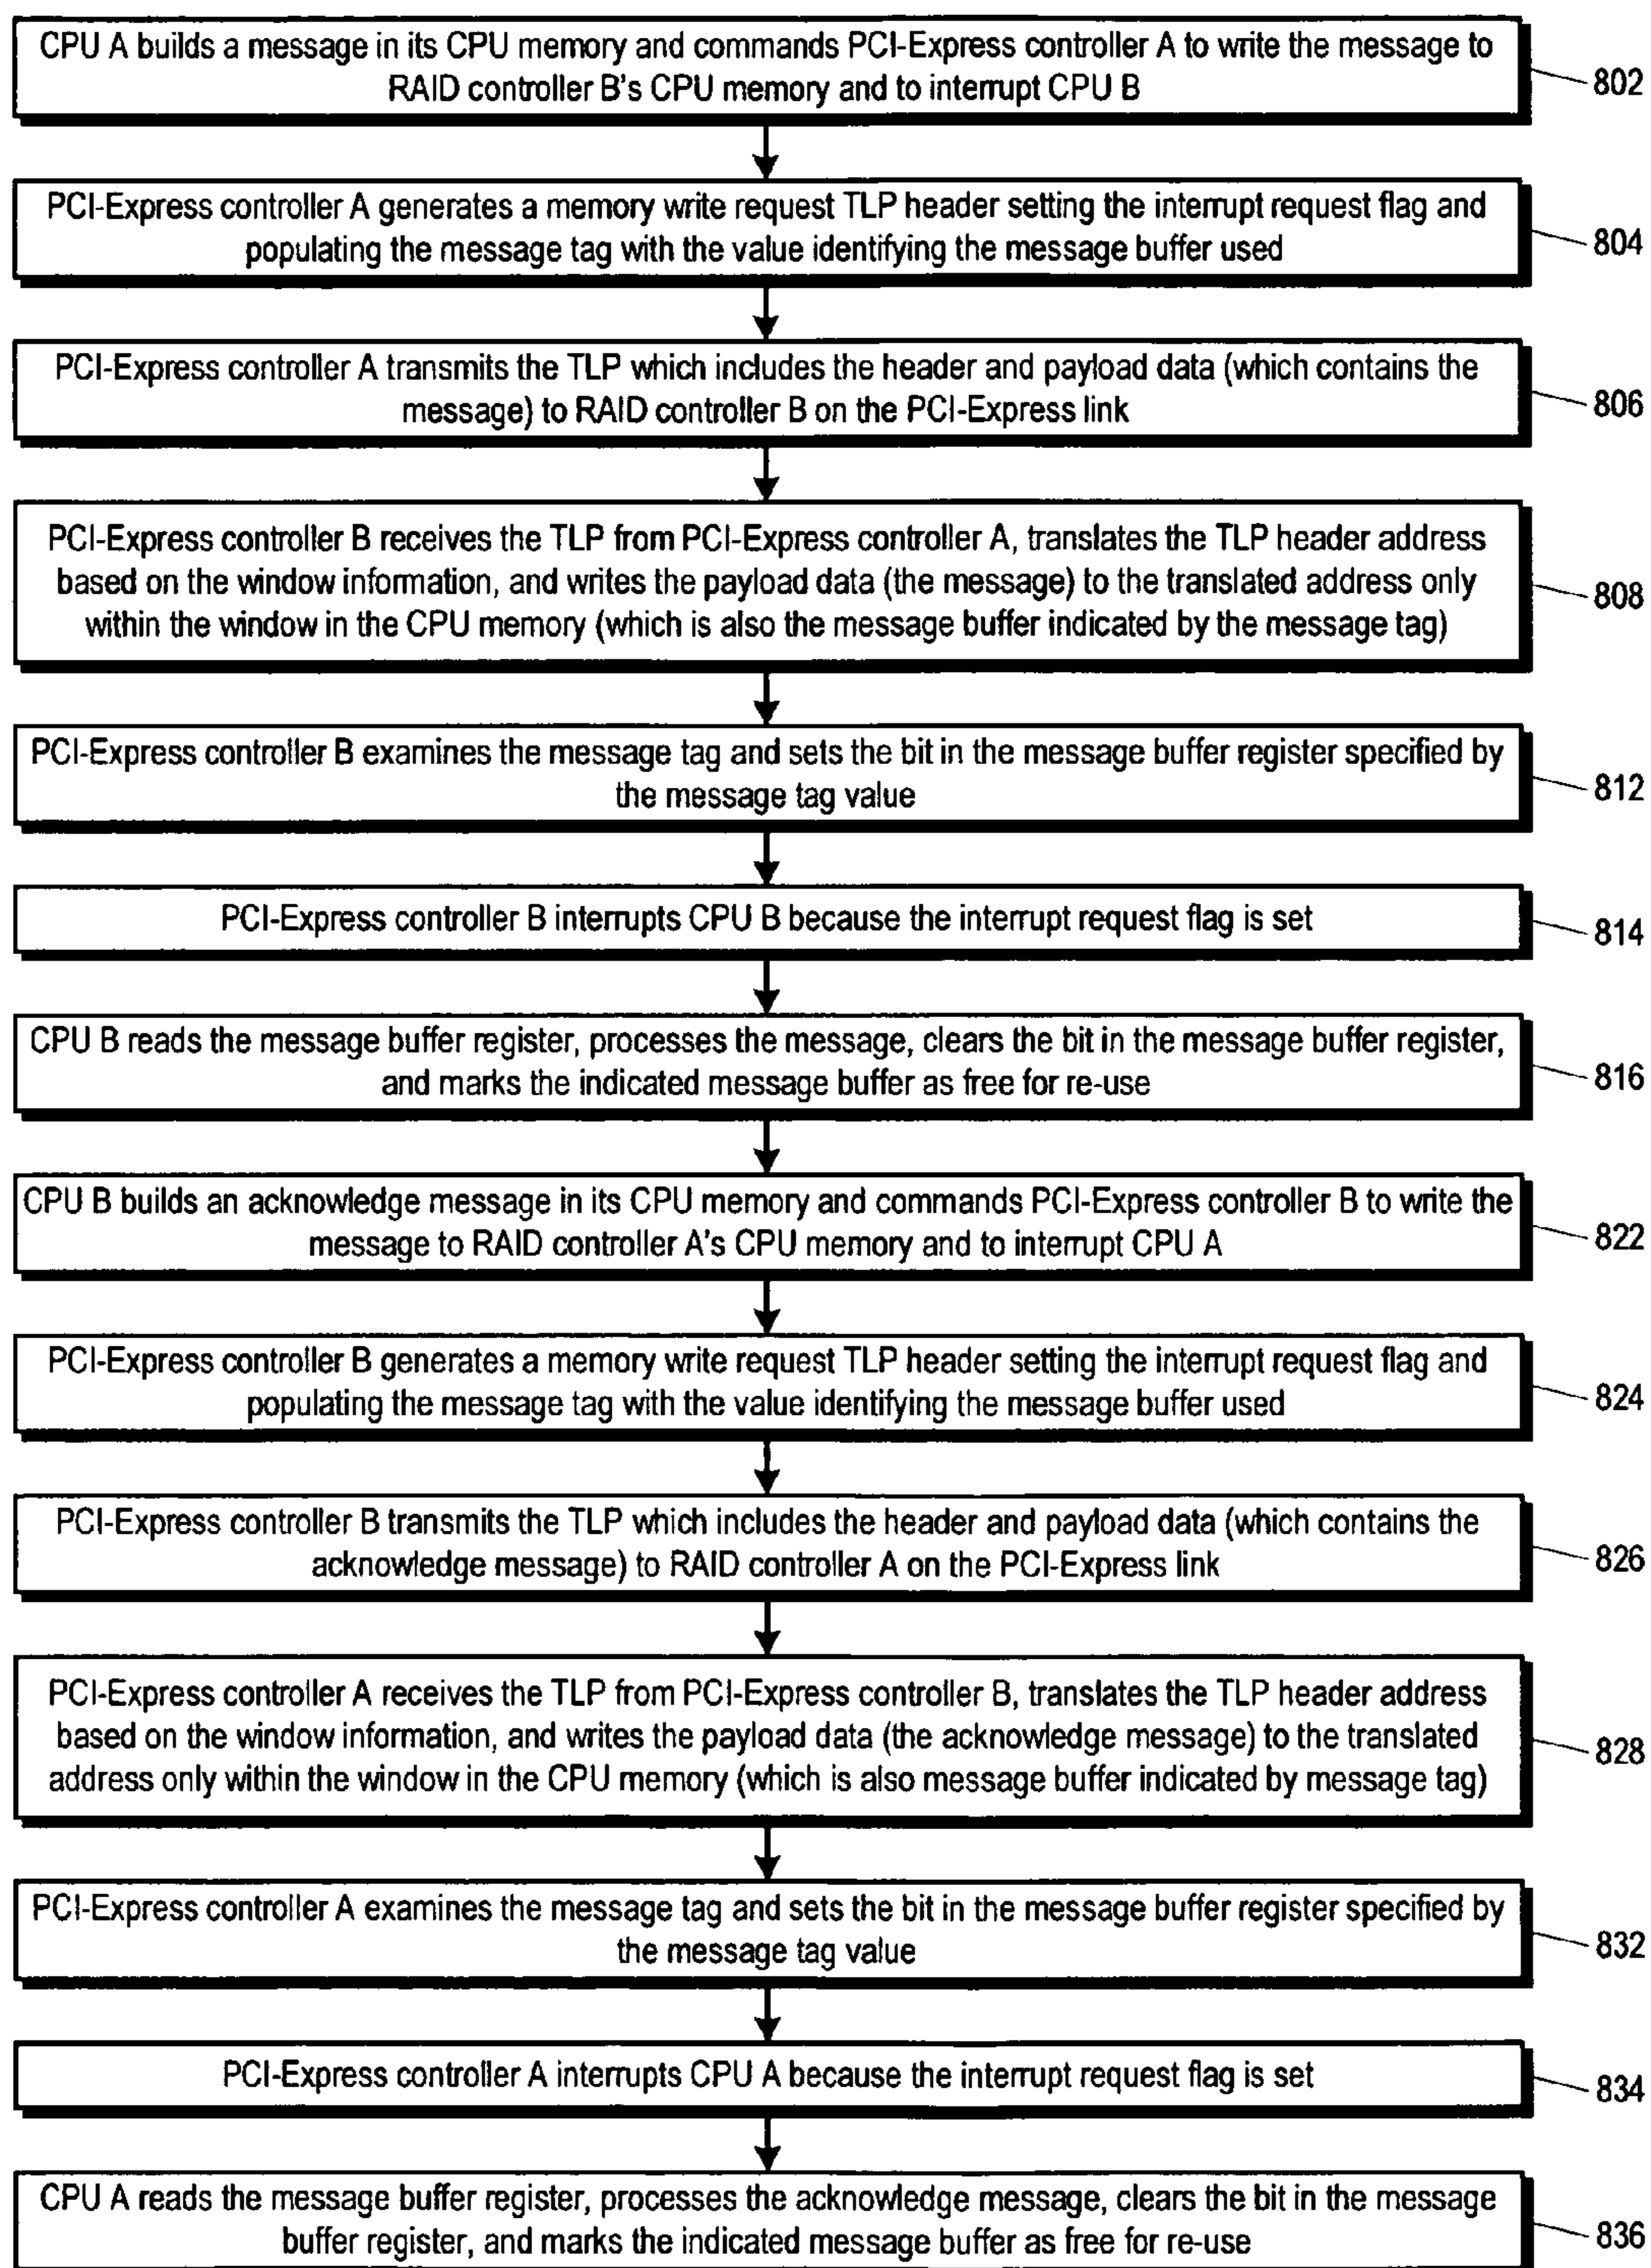 CPU A builds a message in its CPU memory and commands PCI-Express controller A to write the message to
RAID controller B's CPU memory and to interrupt CPU B
802
PCI-Express controller A generates a memory write request TLP header setting the interrupt request flag and
populating the message tag with the value identifying the message buffer used
804
PCI-Express controller A transmits the TLP which includes the header and payload data (which contains the
message) to RAID controller B on the PCI-Express link
806
PCI-Express controller B receives the TLP from PCI-Express controller A, translates the TLP header address
based on the window information, and writes the payload data (the message) to the translated address only
within the window in the CPU memory (which is also the message buffer indicated by the message tag)
808
PCI-Express controller B examines the message tag and sets the bit in the message buffer register specified by
the message tag value
812
PCI-Express controller B interrupts CPU B because the interrupt request flag is set
814
CPU B reads the message buffer register, processes the message, clears the bit in the message buffer register,
and marks the indicated message buffer as free for re-use
816
CPU B builds an acknowledge message in its CPU memory and commands PCI-Express controller B to write the
message to RAID controller A's CPU memory and to interrupt CPU A
822
PCI-Express controller B generates a memory write request TLP header setting the interrupt request flag and
populating the message tag with the value identifying the message buffer used
824
PCI-Express controller B transmits the TLP which includes the header and payload data (which contains the
acknowledge message) to RAID controller A on the PCI-Express link
826
PCI-Express controller A receives the TLP from PCI-Express controller B, translates the TLP header address
based on the window information, and writes the payload data (the acknowledge message) to the translated
address only within the window in the CPU memory (which is also message buffer indicated by message tag)
828
PCI-Express controller A examines the message tag and sets the bit in the message buffer register specified by
the message tag value
832
PCI-Express controller A interrupts CPU A because the interrupt request flag is set
834
CPU A reads the message buffer register, processes the acknowledge message, clears the bit in the message
buffer register, and marks the indicated message buffer as free for re-use
836